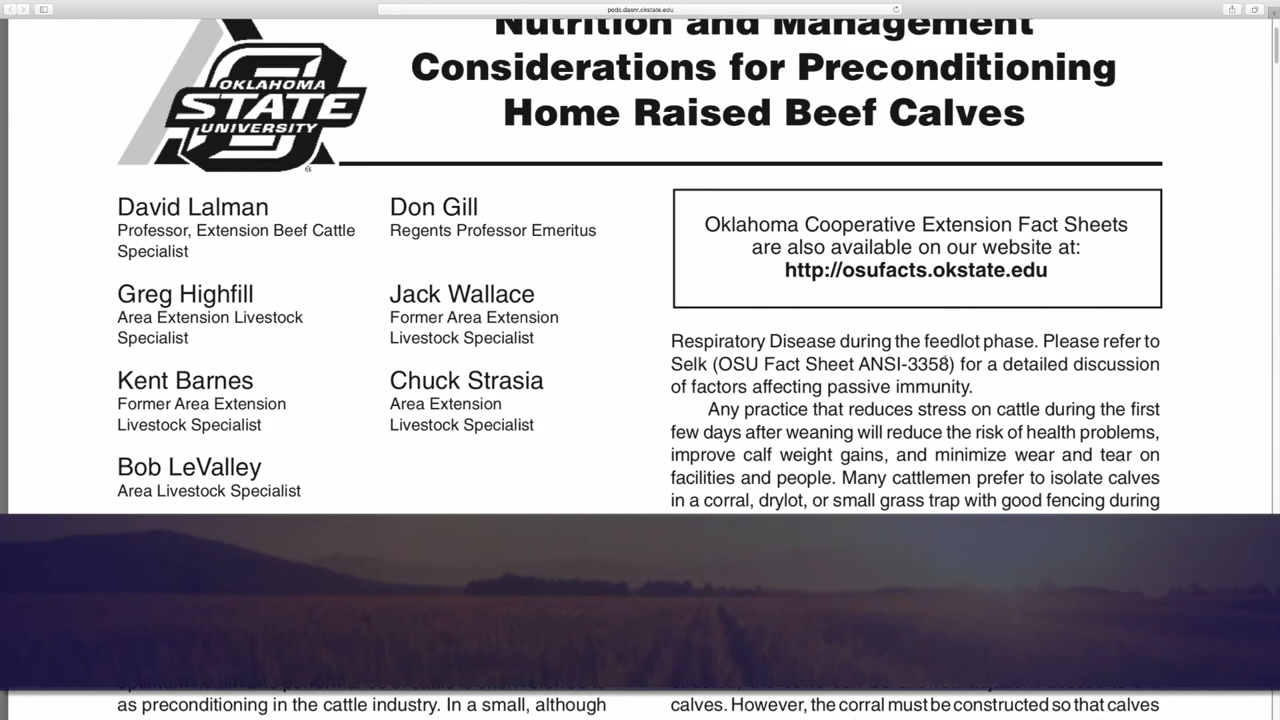 pods.dasnr.okstate.edu
Nutrition and Management
Considerations for Preconditioning
Home Raised Beef Calves
OKLAHOMA
STATE
UNIVERSITY
®
David Lalman
Professor, Extension Beef Cattle
Specialist
Greg Highfill
Area Extension Livestock
Specialist
Kent Barnes
Former Area Extension
Livestock Specialist
Bob LeValley
Area Livestock Specialist
Don Gill
Regents Professor Emeritus
Jack Wallace
Former Area Extension
Livestock Specialist
Chuck Strasia
Area Extension
Livestock Specialist
as preconditioning in the cattle industry. In a small, although
Oklahoma Cooperative Extension Fact Sheets
are also available on our website at:
http://osufacts.okstate.edu
Respiratory Disease during the feedlot phase. Please refer to
Selk (OSU Fact Sheet ANSI-3358) for a detailed discussion
of factors affecting passive immunity.
Any practice that reduces stress on cattle during the first
few days after weaning will reduce the risk of health problems,
improve calf weight gains, and minimize wear and tear on
facilities and people. Many cattlemen prefer to isolate calves
in a corral, drylot, or small grass trap with good fencing during
calves. However, the corral must be constructed so that calves